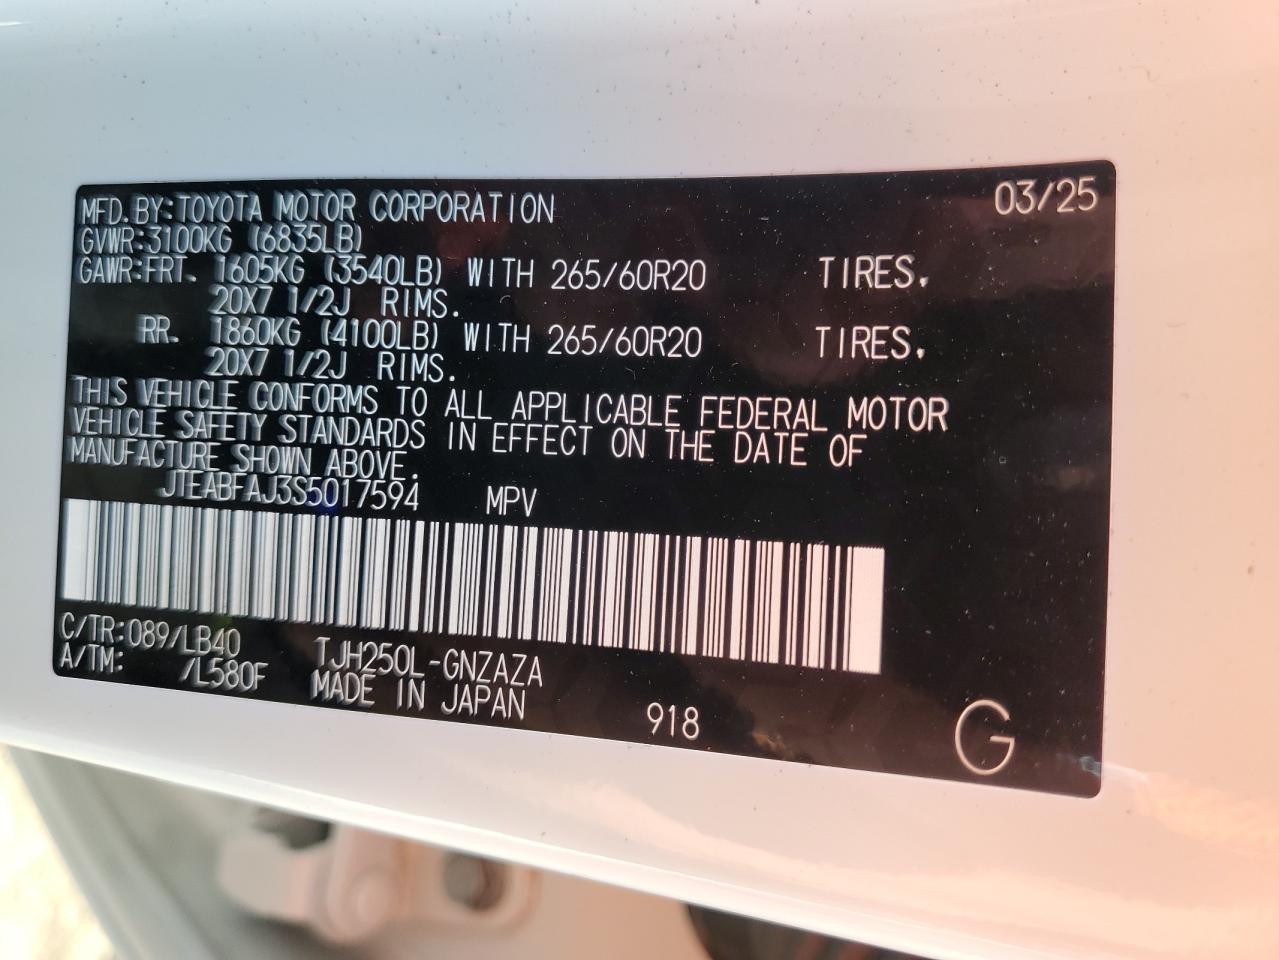 MFD. BY: TOYOTA MOTOR CORPORATION 03/25
GVWR: 3100KG (6835LB)
GAWR: FRT. 1605KG (3540LB) WITH 265/60R20 TIRES.
20X7 1/2J RIMS.
RR. 1860KG (4100LB) WITH 265/60R20 TIRES.
20X7 1/2J RIMS.
THIS VEHICLE CONFORMS TO ALL APPLICABLE FEDERAL MOTOR
VEHICLE SAFETY STANDARDS IN EFFECT ON THE DATE OF
MANUFACTURE SHOWN ABOVE.
JTEABFAJ3S5017594 MPV
C/TR: 089/LB40 TJH250L-GNZAZA
A/TM: /L580F MADE IN JAPAN
918 G